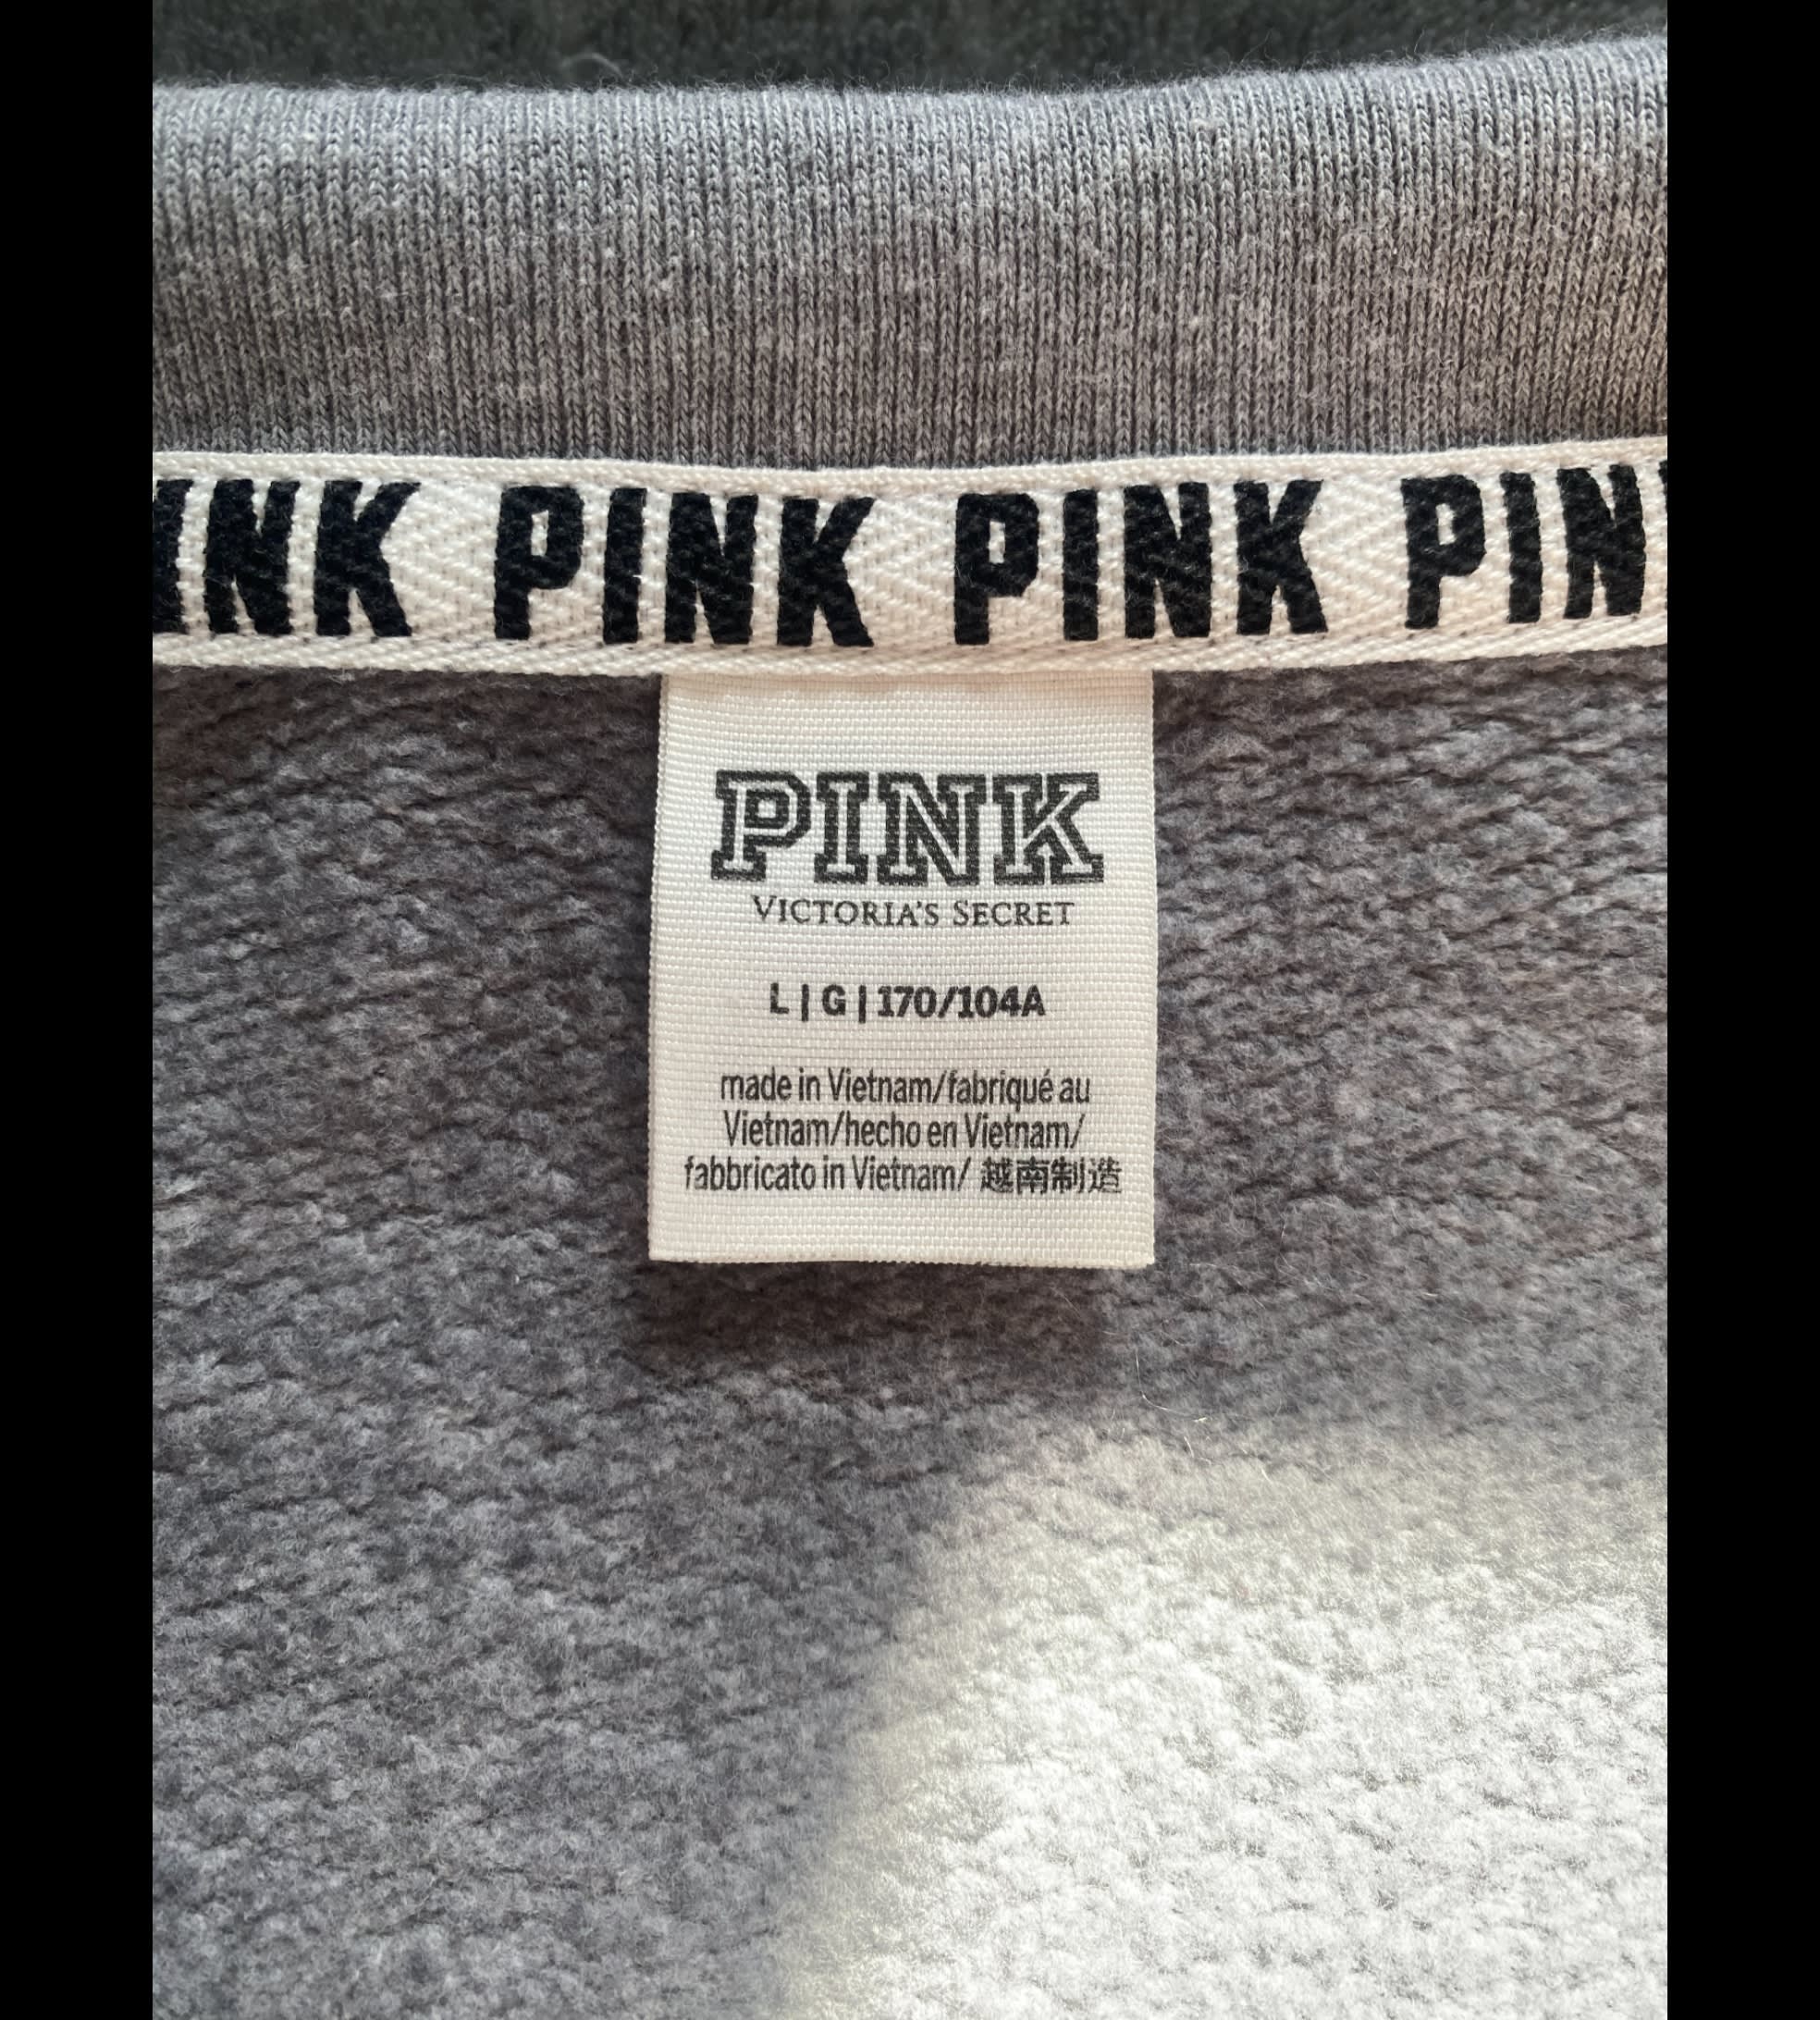 INK PINK PINK PIN
PINK
VICTORIA'S SECRET
L | G | 170/104A
made in Vietnam/fabriqué au
Vietnam/hecho en Vietnam/
fabbricato in Vietnam/ 越南制造